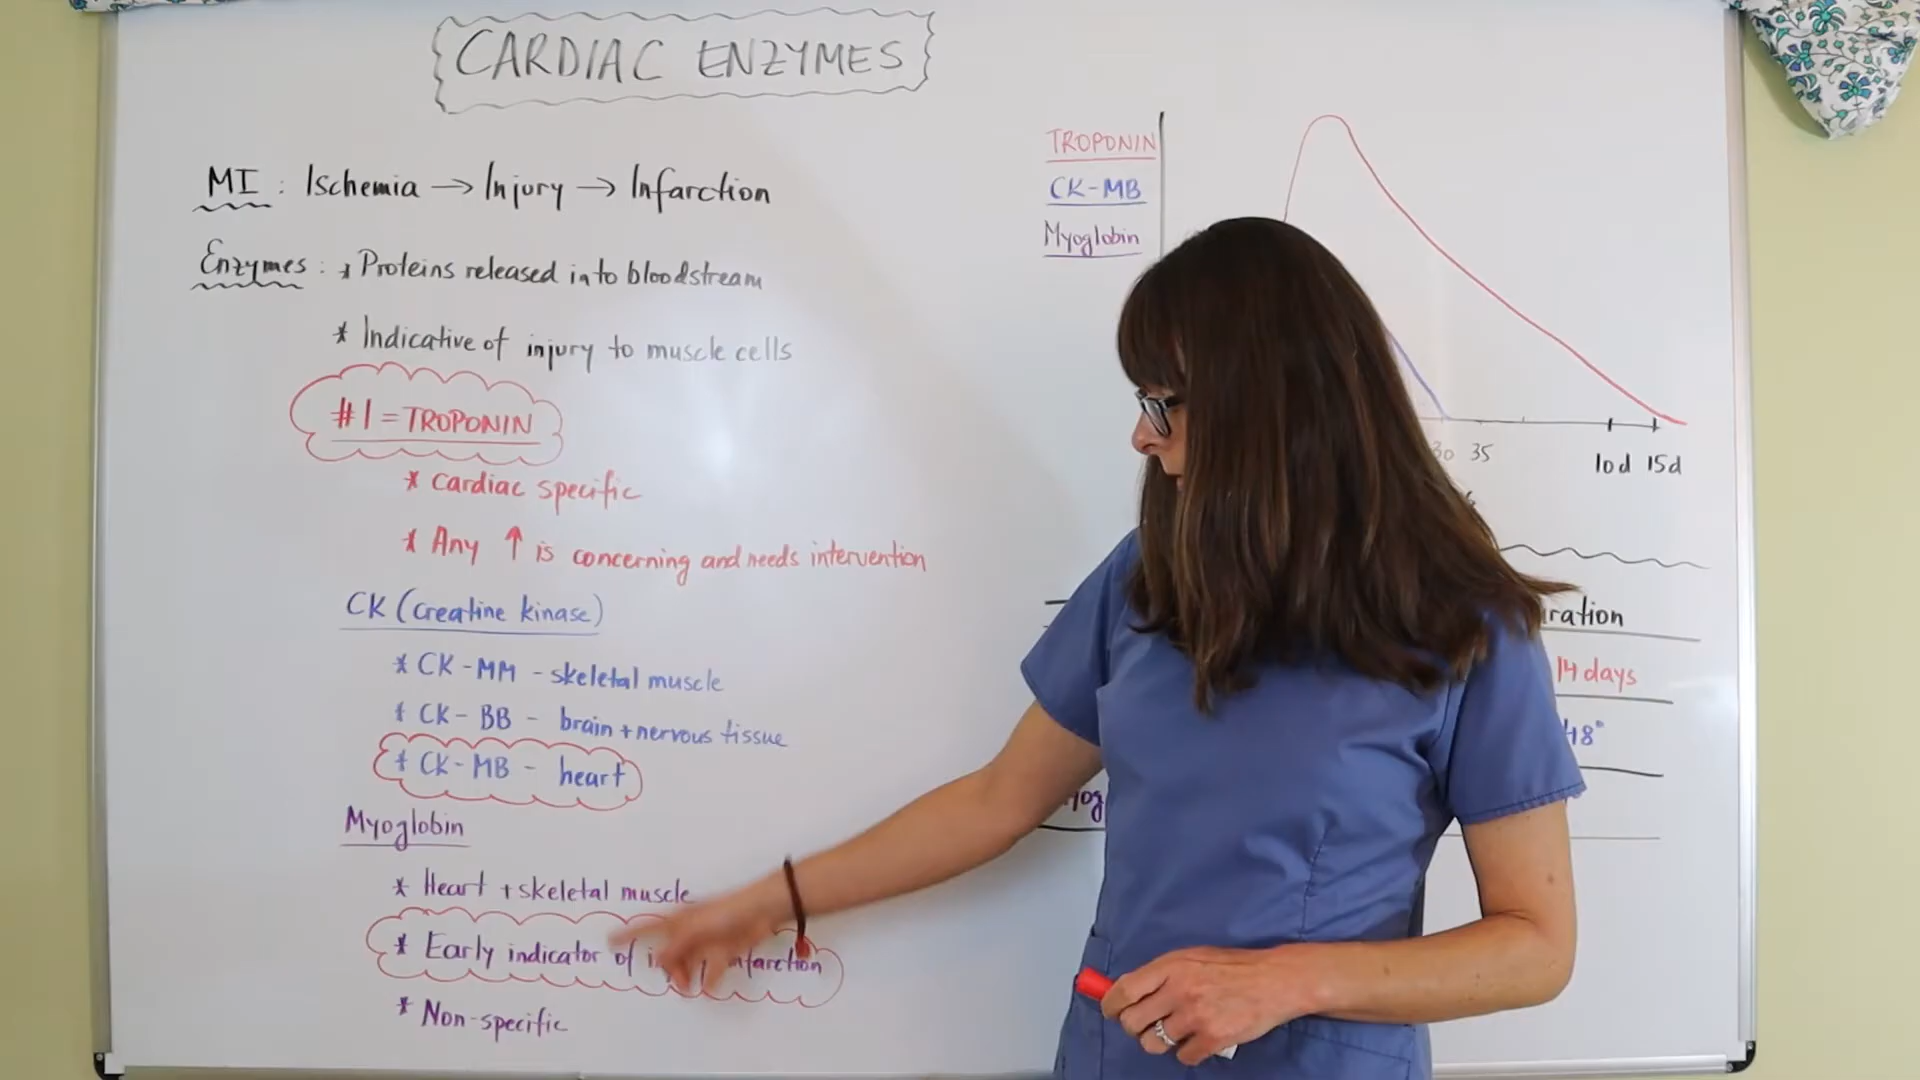 CARDIAC ENZYMES
MI : Ischemia → Injury → Infarction
Enzymes : * Proteins released into bloodstream
* Indicative of injury to muscle cells
#1 = TROPONIN
* cardiac specific
* Any ↑ is concerning and needs intervention
CK (creatine kinase)
* CK-MM - skeletal muscle
* CK-BB - brain + nervous tissue
* CK-MB - heart
Myoglobin
* Heart + skeletal muscle
* Early indicator of
* Non-specific
TROPONIN
CK-MB
Myoglobin
30 35 10d 15d
14 days